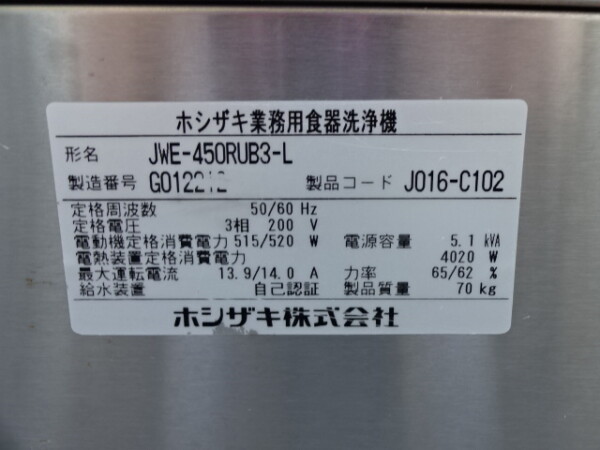 ホシザキ業務用食器洗浄機
形名 JWE-450RUB3-L
製造番号 製品コード J016-C102
定格周波数 50/60 Hz
定格電圧 3相 200 V
電動機定格消費電力 515/520 W 電源容量 5.1 kVA
電熱装置定格消費電力 4020 W
最大運転電流 13.9/14.0 A 力率 65/62 %
給水装置 自己認証 製品質量 70 kg
ホシザキ株式会社